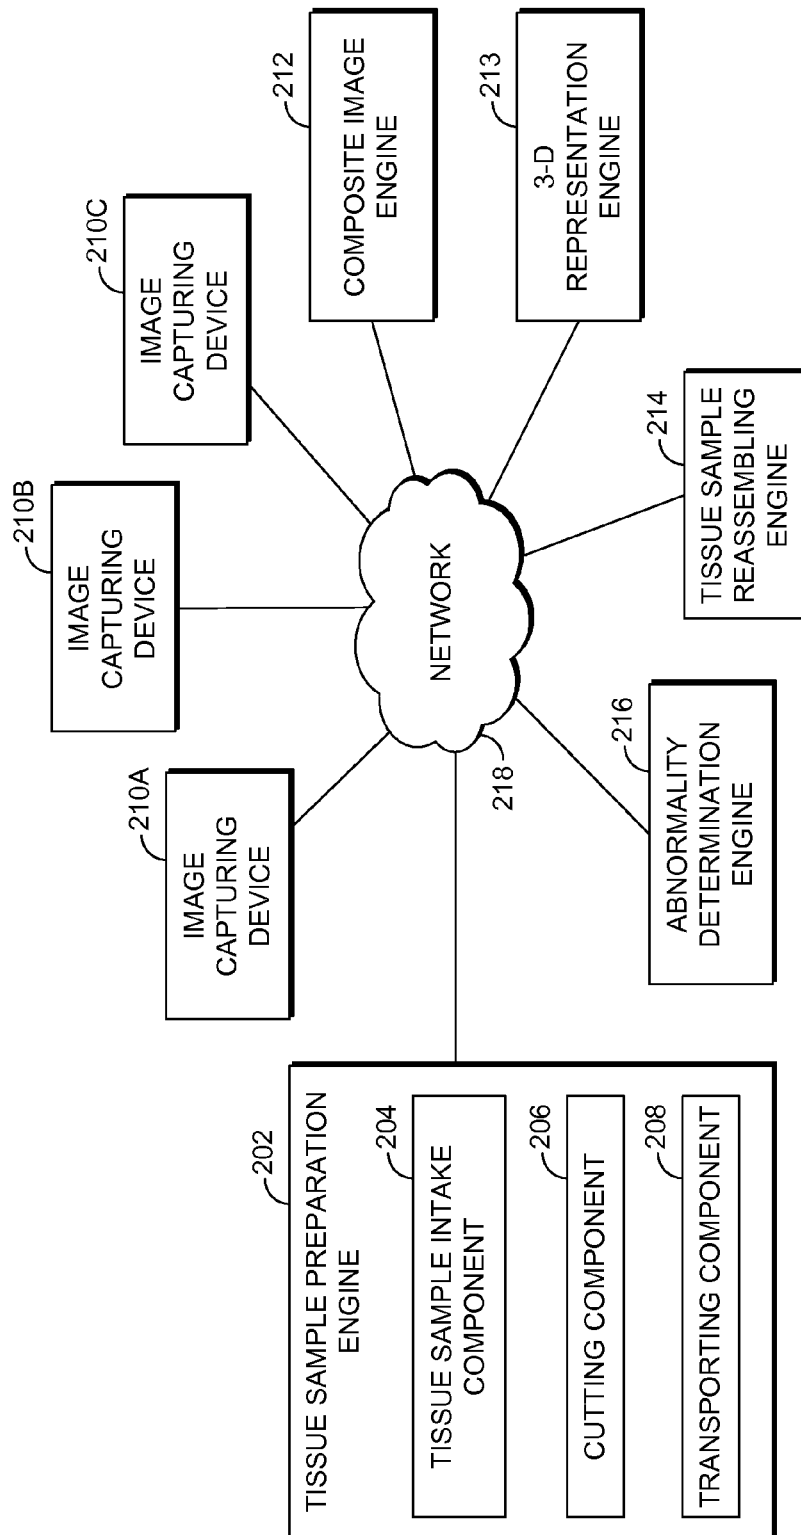 202
TISSUE SAMPLE PREPARATION
ENGINE
204
TISSUE SAMPLE INTAKE
COMPONENT
206
CUTTING COMPONENT
208
TRANSPORTING COMPONENT
210A
IMAGE
CAPTURING
DEVICE
210B
IMAGE
CAPTURING
DEVICE
210C
IMAGE
CAPTURING
DEVICE
212
COMPOSITE IMAGE
ENGINE
213
3-D
REPRESENTATION
ENGINE
214
TISSUE SAMPLE
REASSEMBLING
ENGINE
216
ABNORMALITY
DETERMINATION
ENGINE
NETWORK
218